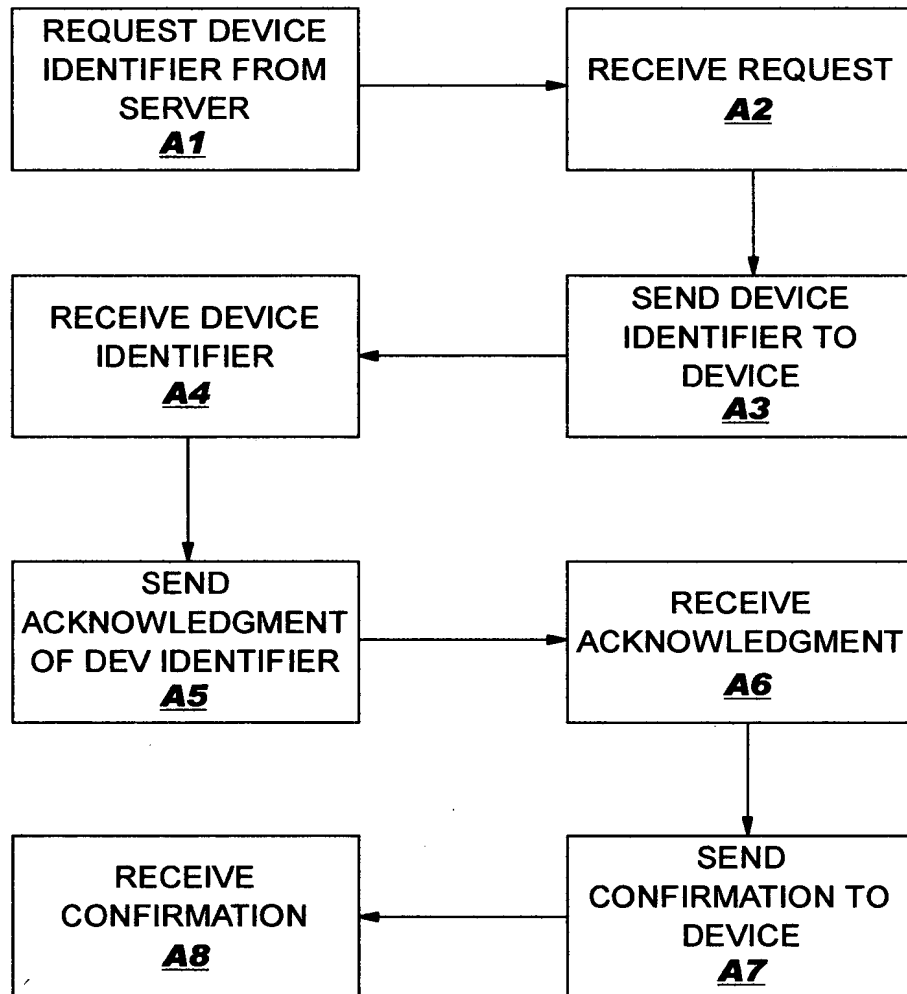 REQUEST DEVICE
IDENTIFIER FROM
SERVER
A1
RECEIVE REQUEST
A2
SEND DEVICE
IDENTIFIER TO
DEVICE
A3
RECEIVE DEVICE
IDENTIFIER
A4
SEND
ACKNOWLEDGMENT
OF DEV IDENTIFIER
A5
RECEIVE
ACKNOWLEDGMENT
A6
SEND
CONFIRMATION TO
DEVICE
A7
RECEIVE
CONFIRMATION
A8